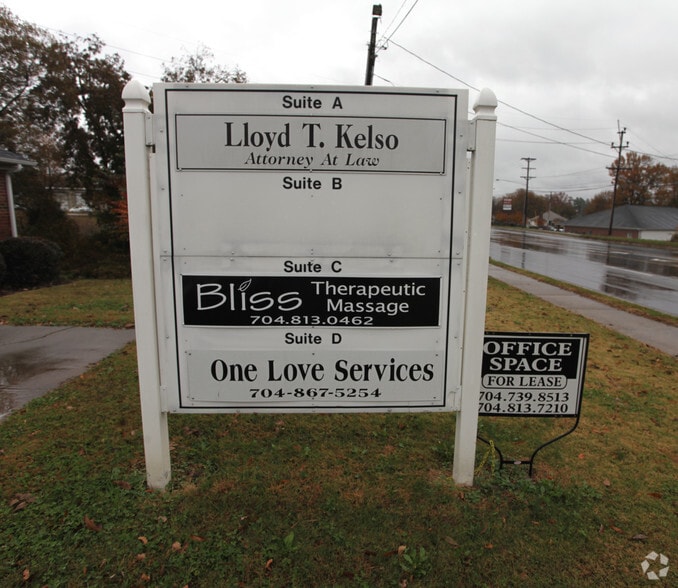 Suite A
Lloyd T. Kelso
Attorney At Law
Suite B
Suite C
Bliss Therapeutic
Massage
704.813.0462
Suite D
One Love Services
704-867-5254
OFFICE
SPACE
FOR LEASE
704.739.8513
704.813.7210